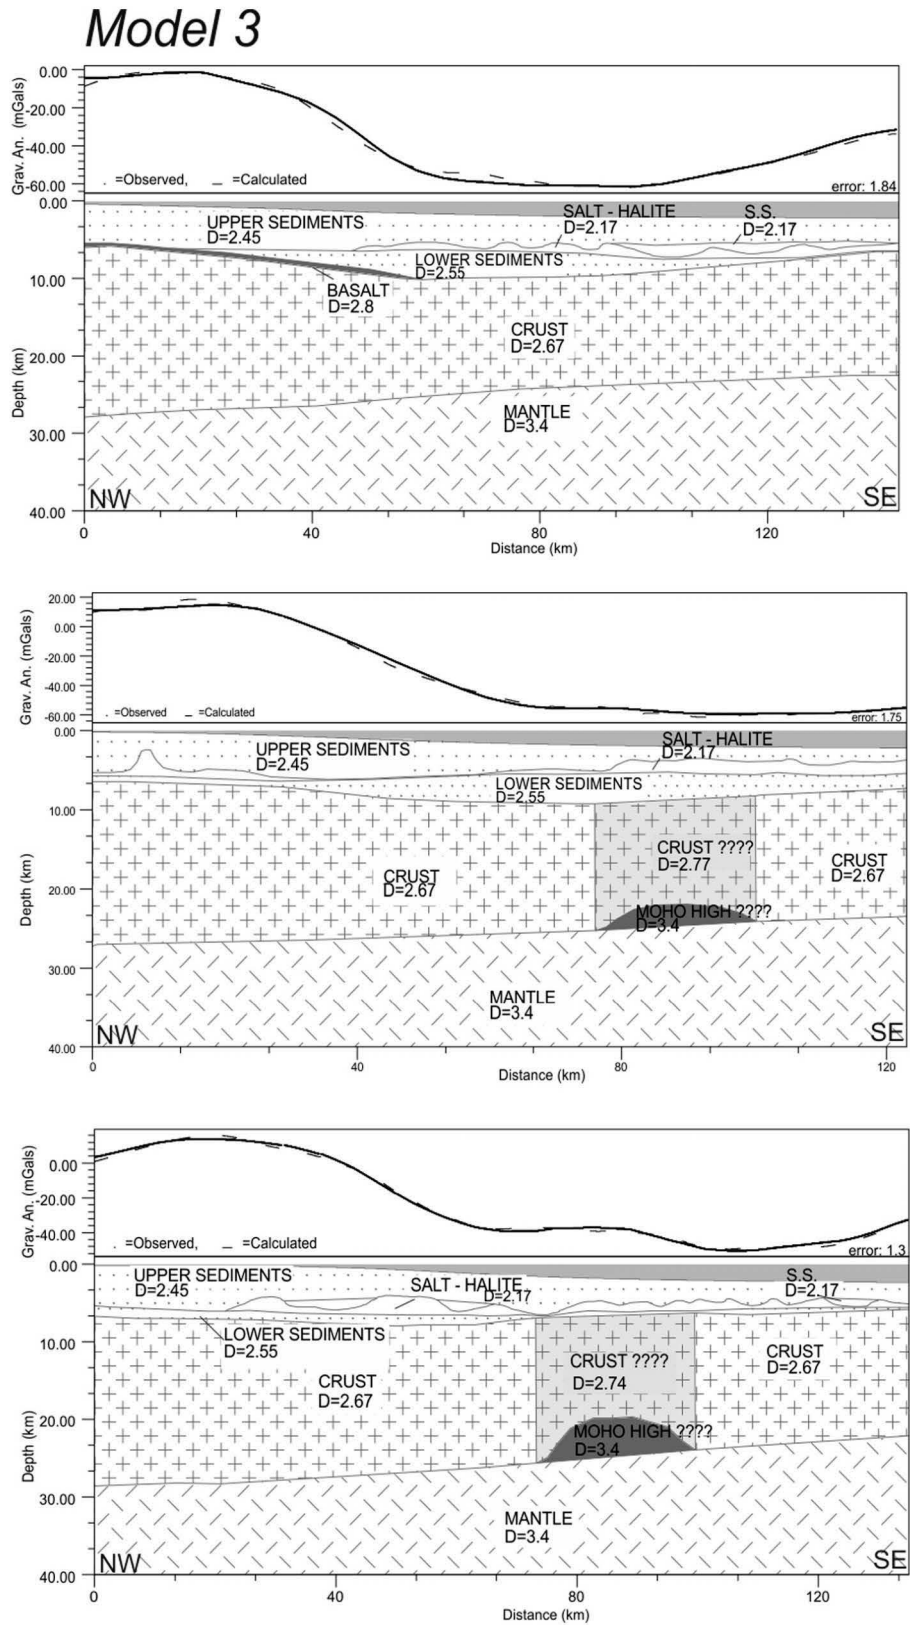 Model 3
Grav. An. (mGals)
0.00
-20.00
-40.00
-60.00
. =Observed, — =Calculated
error: 1.84
0.00
10.00
20.00
30.00
40.00
Depth (km)
UPPER SEDIMENTS
D=2.45
SALT - HALITE
D=2.17
S.S.
D=2.17
LOWER SEDIMENTS
D=2.55
BASALT
D=2.8
CRUST
D=2.67
MANTLE
D=3.4
NW
SE
0 40 80 120
Distance (km)
Grav. An. (mGals)
20.00
0.00
-20.00
-40.00
-60.00
. =Observed — =Calculated
error: 1.75
0.00
10.00
20.00
30.00
40.00
Depth (km)
UPPER SEDIMENTS
D=2.45
SALT - HALITE
D=2.17
LOWER SEDIMENTS
D=2.55
CRUST
D=2.67
CRUST ????
D=2.77
CRUST
D=2.67
MOHO HIGH ????
D=3.4
MANTLE
D=3.4
NW
SE
0 40 80 120
Distance (km)
Grav. An. (mGals)
0.00
-20.00
-40.00
. =Observed, — =Calculated
error: 1.3
0.00
10.00
20.00
30.00
40.00
Depth (km)
UPPER SEDIMENTS
D=2.45
SALT - HALITE
D=2.17
S.S.
D=2.17
LOWER SEDIMENTS
D=2.55
CRUST
D=2.67
CRUST ????
D=2.74
CRUST
D=2.67
MOHO HIGH ????
D=3.4
MANTLE
D=3.4
NW
SE
0 40 80 120
Distance (km)